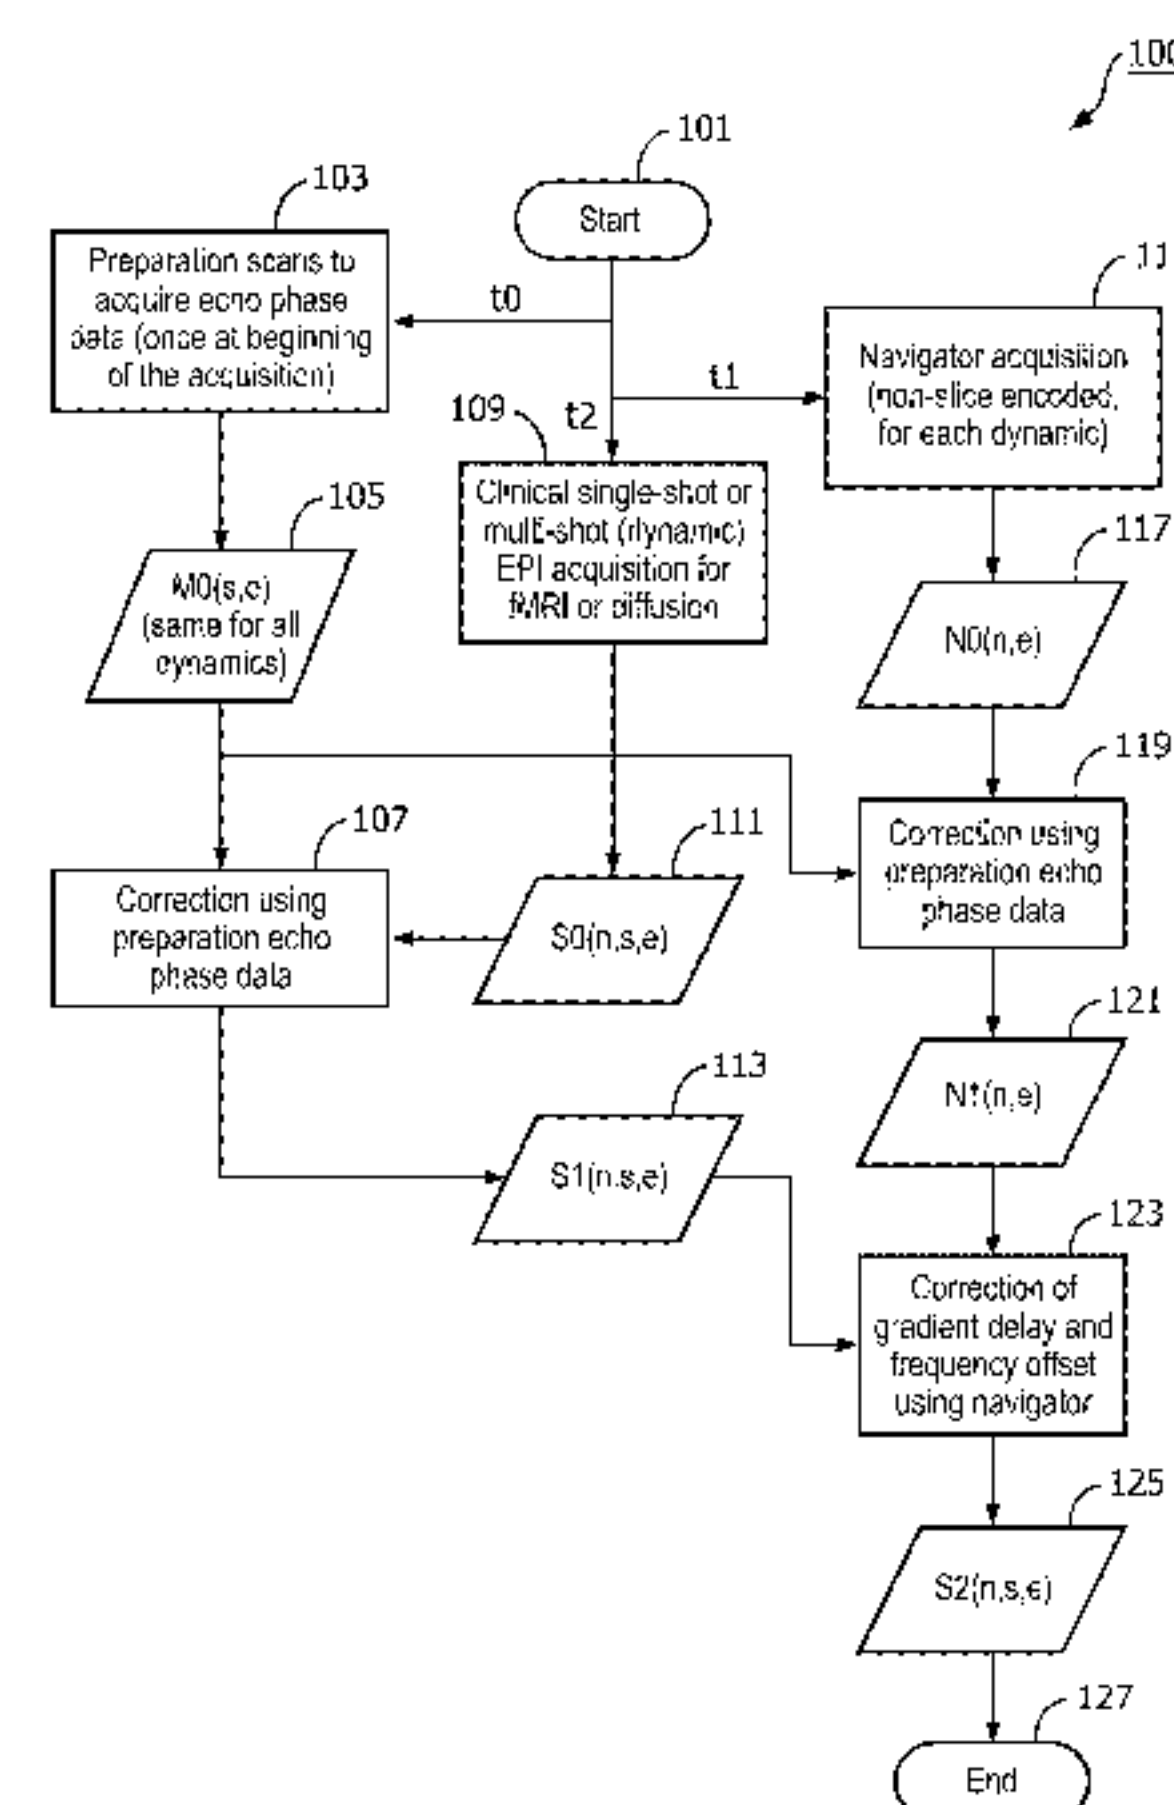 100
101
Start
103
Preparation scans to
acquire echo phase
data (once at beginning
of the acquisition)
t0
11
Navigator acquisition
(non-slice encoded,
for each dynamic)
t1
109
t2
Clinical single-shot or
multi-shot (dynamic)
EPI acquisition for
fMRI or diffusion
105
M0(s,e)
(same for all
dynamics)
117
N0(n,e)
119
Correction using
preparation echo
phase data
107
Correction using
preparation echo
phase data
111
S0(n,s,e)
121
N1(n,e)
113
S1(n,s,e)
123
Correction of
gradient delay and
frequency offset
using navigator
125
S2(n,s,e)
127
End